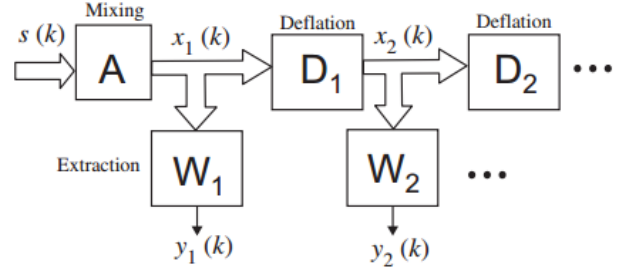 Mixing
Deflation
Deflation
s (k)
x₁ (k)
x₂ (k)
A
D₁
D₂
...
Extraction
W₁
W₂
...
y₁ (k)
y₂ (k)